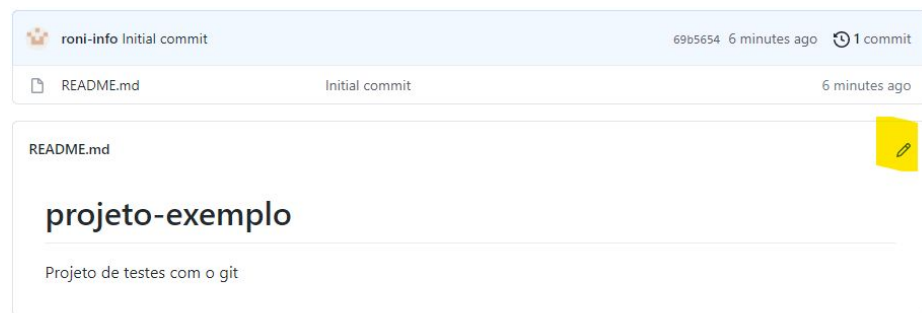 roni-info Initial commit 69b5654 6 minutes ago 1 commit
README.md Initial commit 6 minutes ago
README.md
projeto-exemplo
Projeto de testes com o git